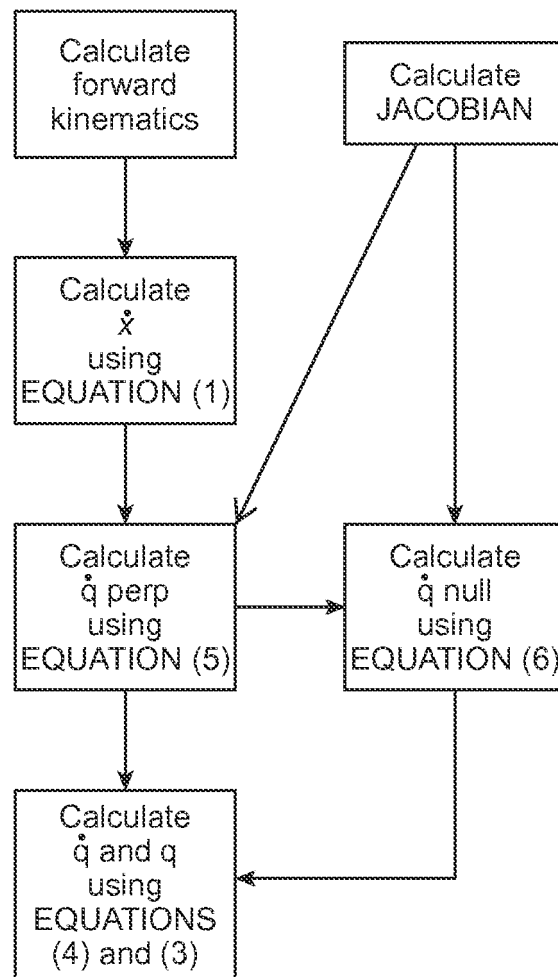 Calculate
forward
kinematics
Calculate
JACOBIAN
Calculate
ẋ
using
EQUATION (1)
Calculate
q̇ perp
using
EQUATION (5)
Calculate
q̇ null
using
EQUATION (6)
Calculate
q̇ and q
using
EQUATIONS
(4) and (3)